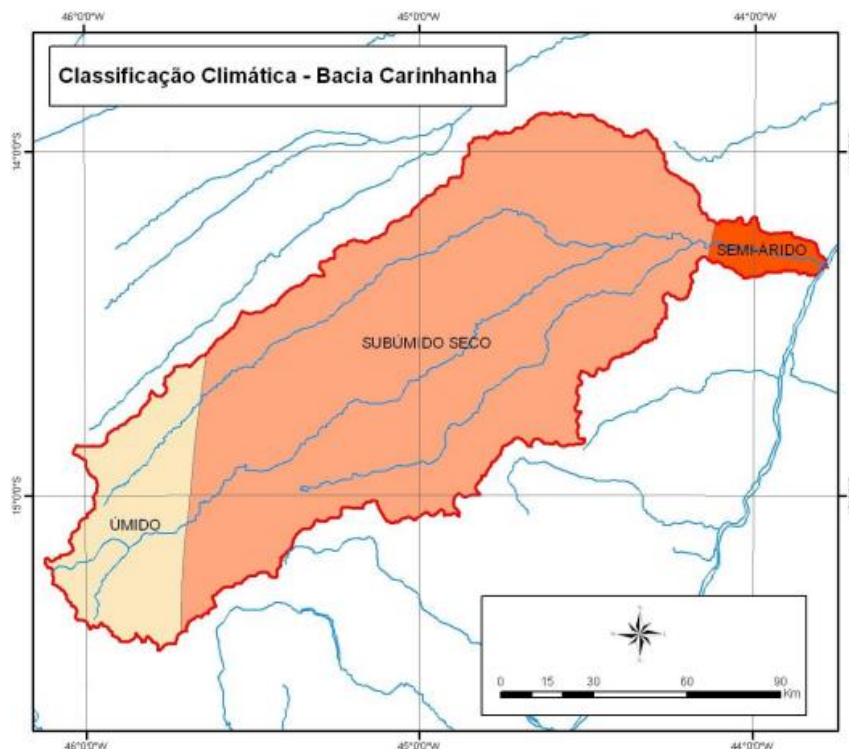 46°0'0"W
45°0'0"W
44°0'0"W
Classificação Climática - Bacia Carinhanha
14°0'0"S
SEMI-ÁRIDO
SUBÚMIDO SECO
15°0'0"S
ÚMIDO
0 15 30 60 90
Km
46°0'0"W
45°0'0"W
44°0'0"W